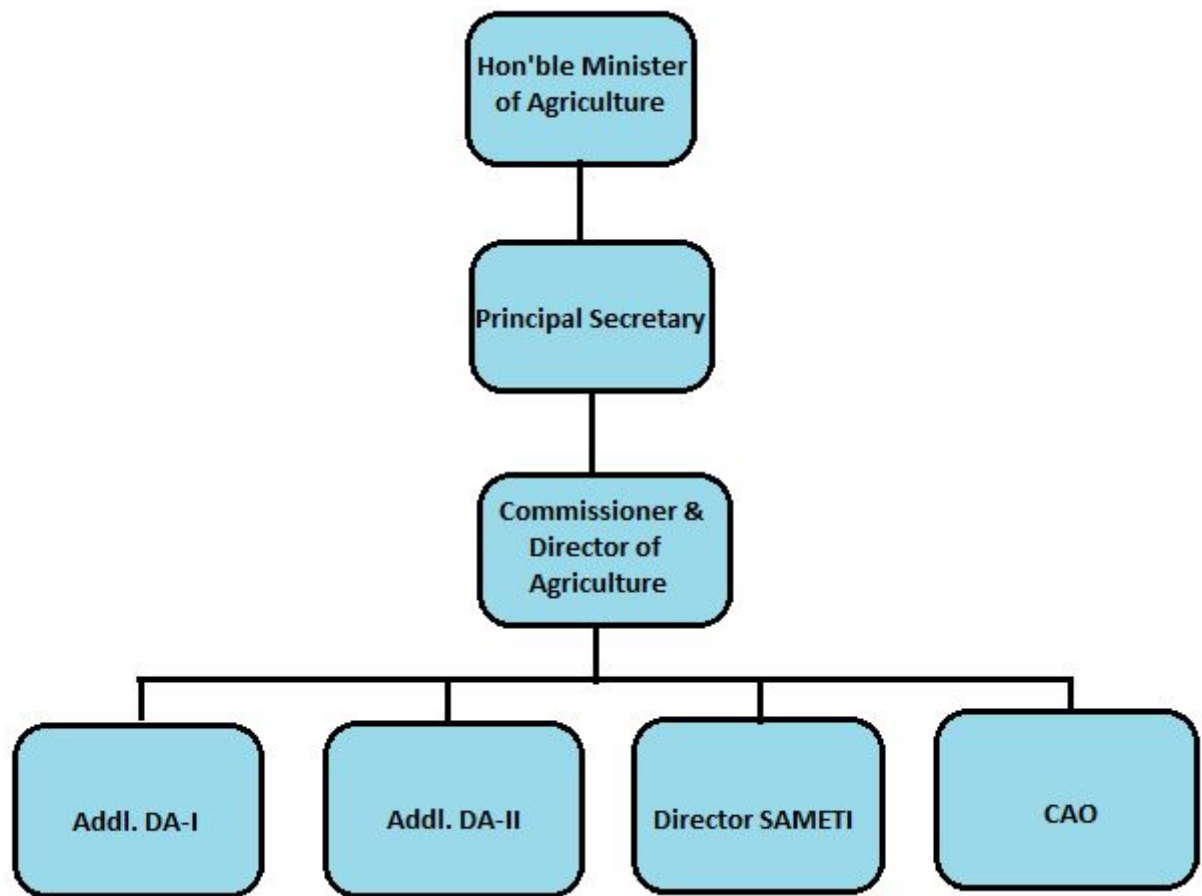 Hon'ble Minister
of Agriculture
Principal Secretary
Commissioner &
Director of
Agriculture
Addl. DA-I
Addl. DA-II
Director SAMETI
CAO